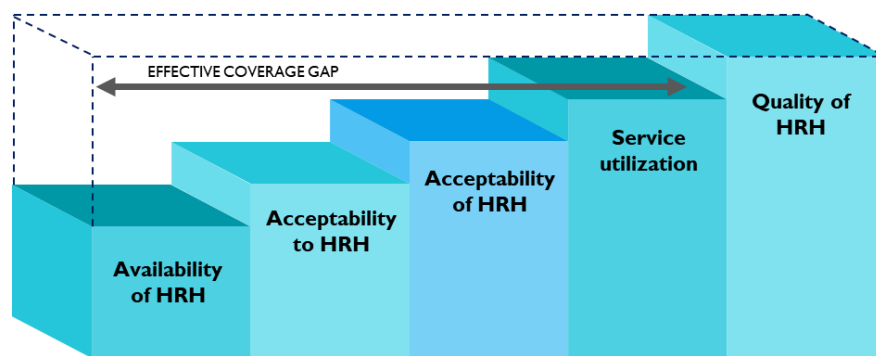 EFFECTIVE COVERAGE GAP
Availability
of HRH
Acceptability
to HRH
Acceptability
of HRH
Service
utilization
Quality of
HRH